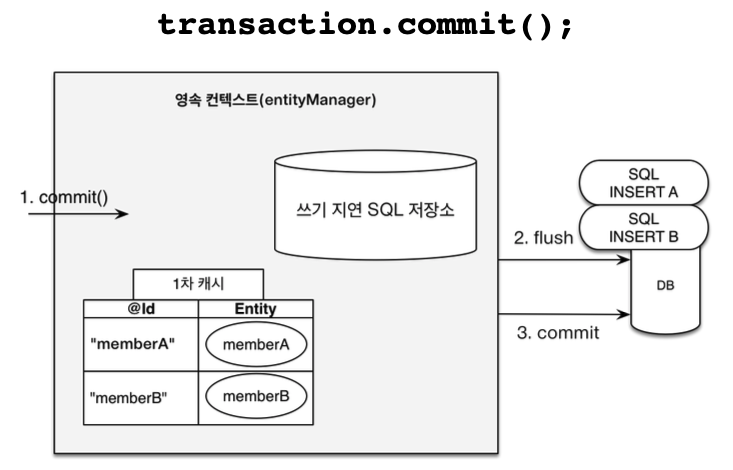 transaction.commit();
영속 컨텍스트(entityManager)
쓰기 지연 SQL 저장소
1. commit()
SQL
INSERT A
SQL
INSERT B
2. flush
DB
3. commit
1차 캐시
@Id Entity
"memberA" memberA
"memberB" memberB